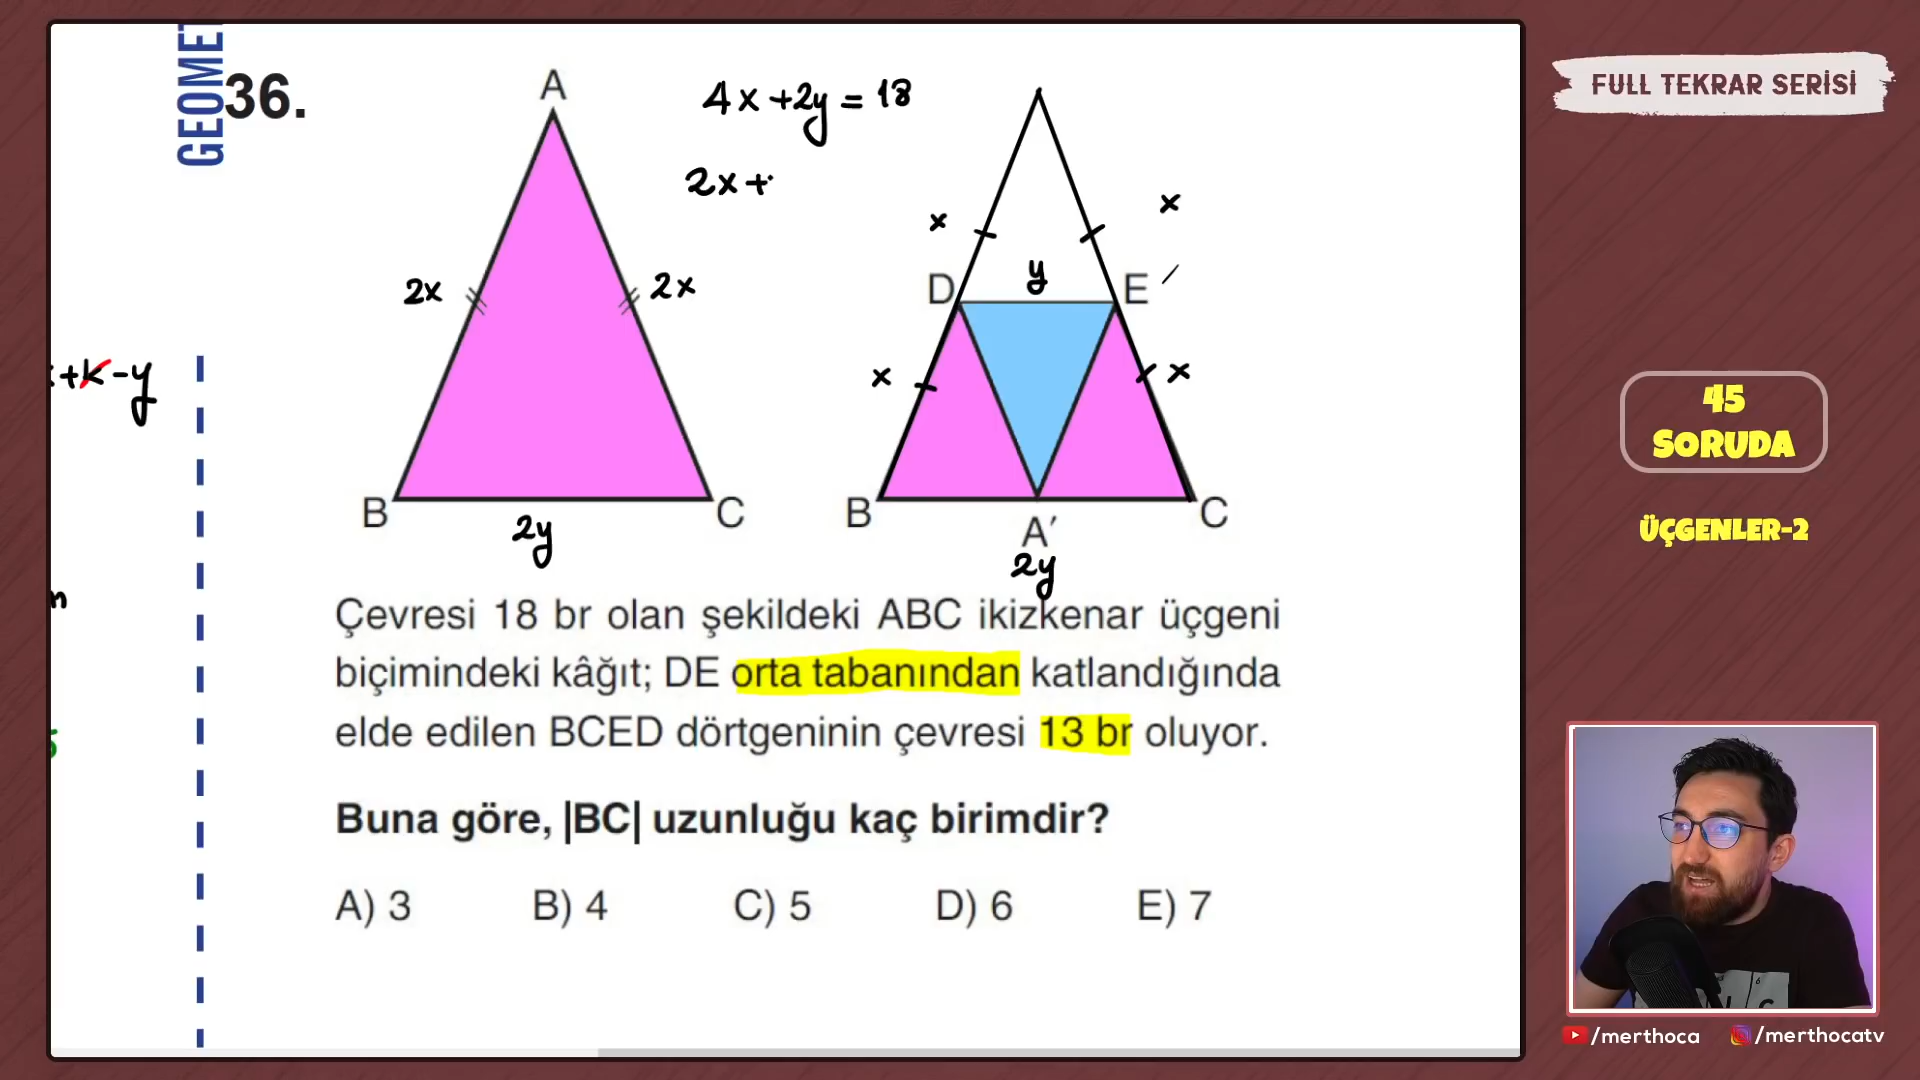 GEOME
36.
A
4x + 2y = 18
2x +
2x
2x
B
C
2y
x
x
D
y
E
x
x
B
A′
C
2y
+k-y
Çevresi 18 br olan şekildeki ABC ikizkenar üçgeni
biçimindeki kâğıt; DE orta tabanından katlandığında
elde edilen BCED dörtgeninin çevresi 13 br oluyor.
Buna göre, |BC| uzunluğu kaç birimdir?
A) 3
B) 4
C) 5
D) 6
E) 7
FULL TEKRAR SERİSİ
45
SORUDA
ÜÇGENLER-2
/merthoca
/merthocatv